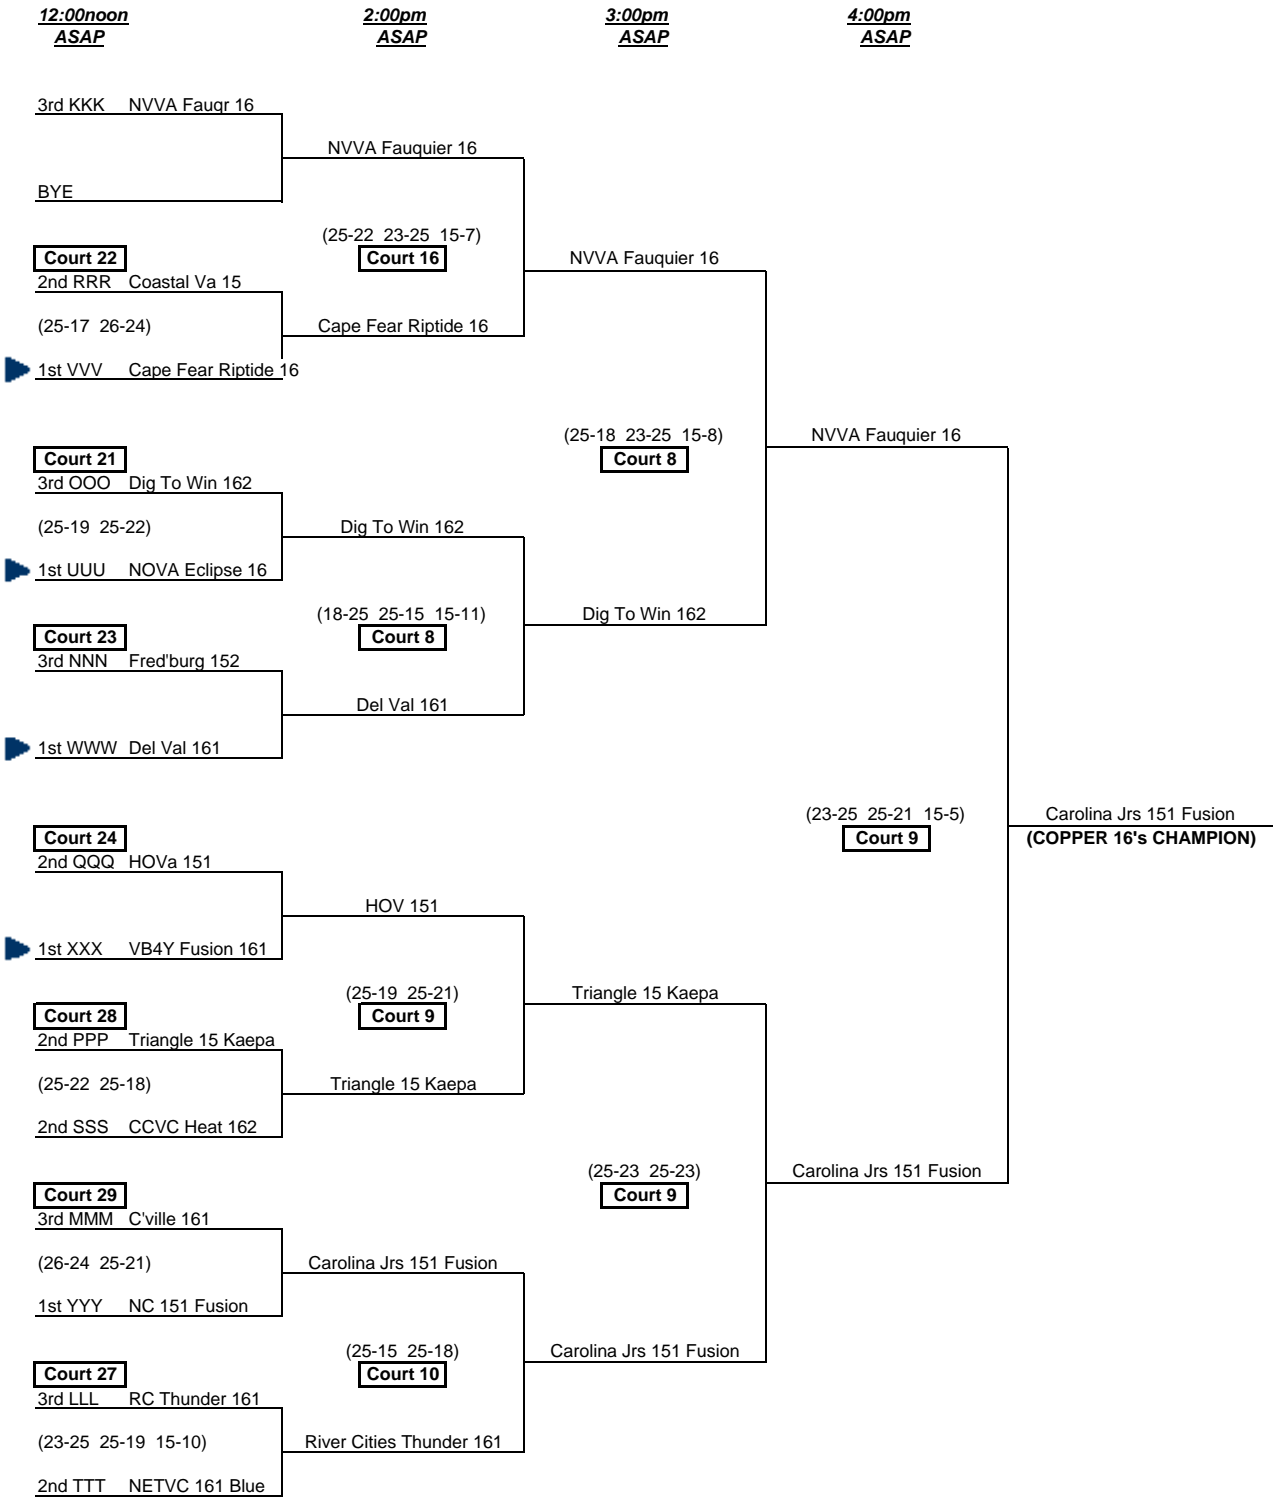 12:00noon 2:00pm 3:00pm 4:00pm
ASAP ASAP ASAP ASAP
3rd KKK NVVA Fauqr 16
NVVA Fauquier 16
BYE
(25-22 23-25 15-7)
Court 22 Court 16 NVVA Fauquier 16
2nd RRR Coastal Va 15
(25-17 26-24) Cape Fear Riptide 16
1st VVV Cape Fear Riptide 16
(25-18 23-25 15-8) NVVA Fauquier 16
Court 21 Court 8
3rd OOO Dig To Win 162
(25-19 25-22) Dig To Win 162
1st UUU NOVA Eclipse 16
(18-25 25-15 15-11) Dig To Win 162
Court 23 Court 8
3rd NNN Fred'burg 152
Del Val 161
1st WWW Del Val 161
(23-25 25-21 15-5) Carolina Jrs 151 Fusion
Court 24 Court 9 (COPPER 16's CHAMPION)
2nd QQQ HOVa 151
HOV 151
1st XXX VB4Y Fusion 161
(25-19 25-21) Triangle 15 Kaepa
Court 28 Court 9
2nd PPP Triangle 15 Kaepa
(25-22 25-18) Triangle 15 Kaepa
2nd SSS CCVC Heat 162
(25-23 25-23) Carolina Jrs 151 Fusion
Court 29 Court 9
3rd MMM C'ville 161
(26-24 25-21) Carolina Jrs 151 Fusion
1st YYY NC 151 Fusion
(25-15 25-18) Carolina Jrs 151 Fusion
Court 27 Court 10
3rd LLL RC Thunder 161
(23-25 25-19 15-10) River Cities Thunder 161
2nd TTT NETVC 161 Blue